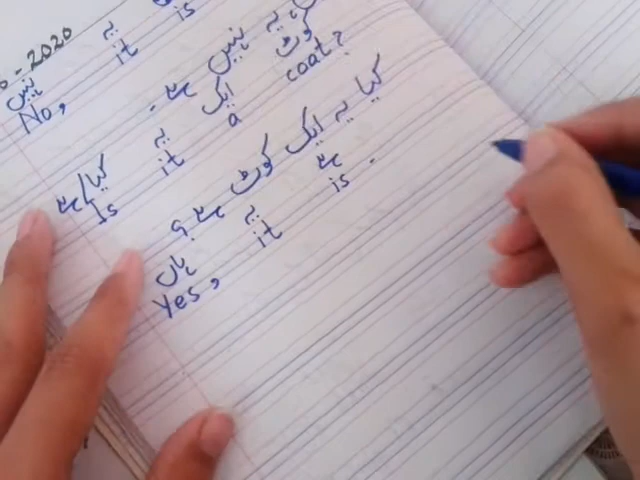 -2020
نہیں یہ
No, it is
یہ نہیں ہے.
کیا/ہے یہ ایک کوٹ
Is it a coat?
کیا یہ ایک کوٹ ہے؟
ہاں یہ ہے
Yes, it is.